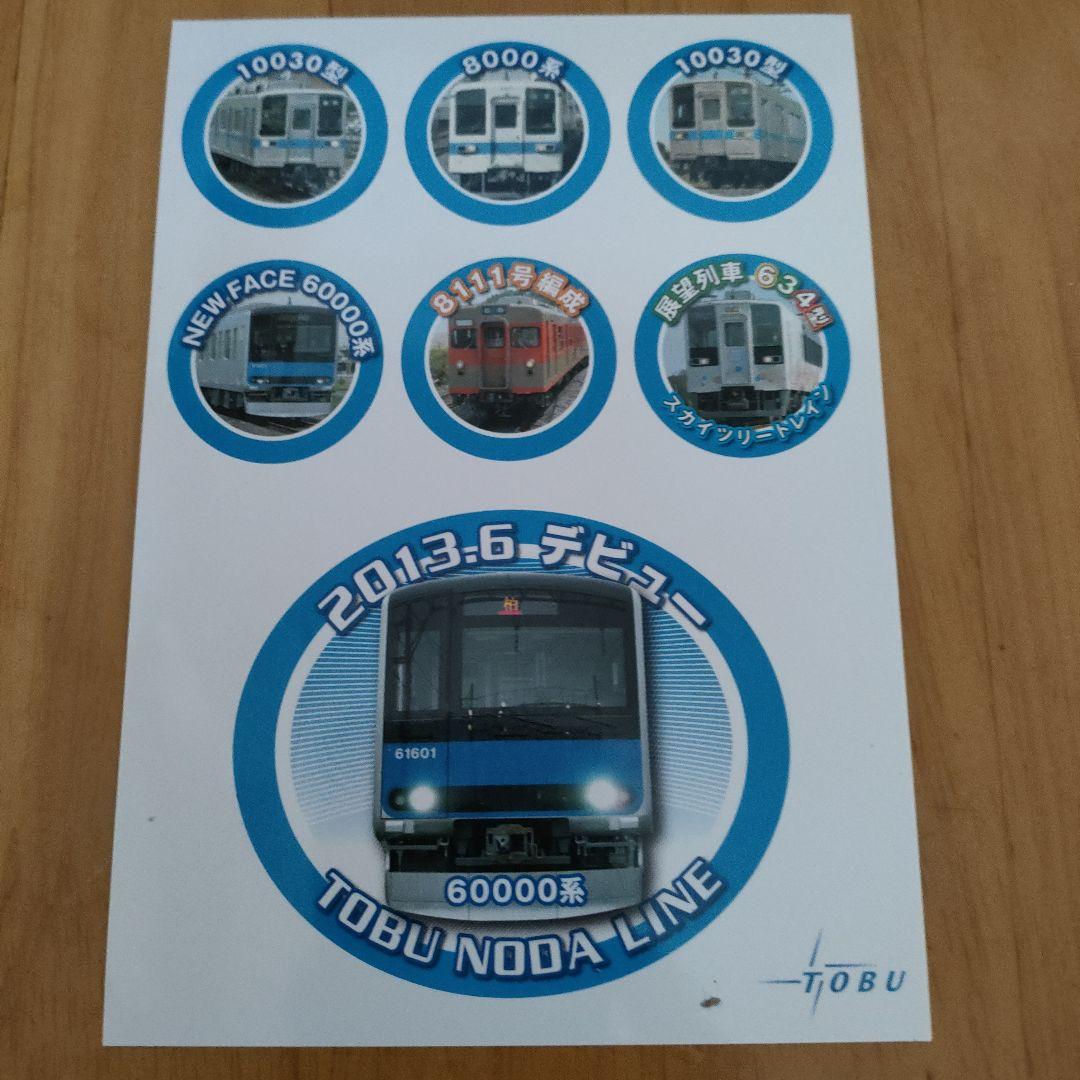 10030型
8000系
10030型
NEW FACE 60000系
8111号編成
展望列車 634型
スカイツリートレイン
2013.6 デビュー
61601
60000系
TOBU NODA LINE
TOBU